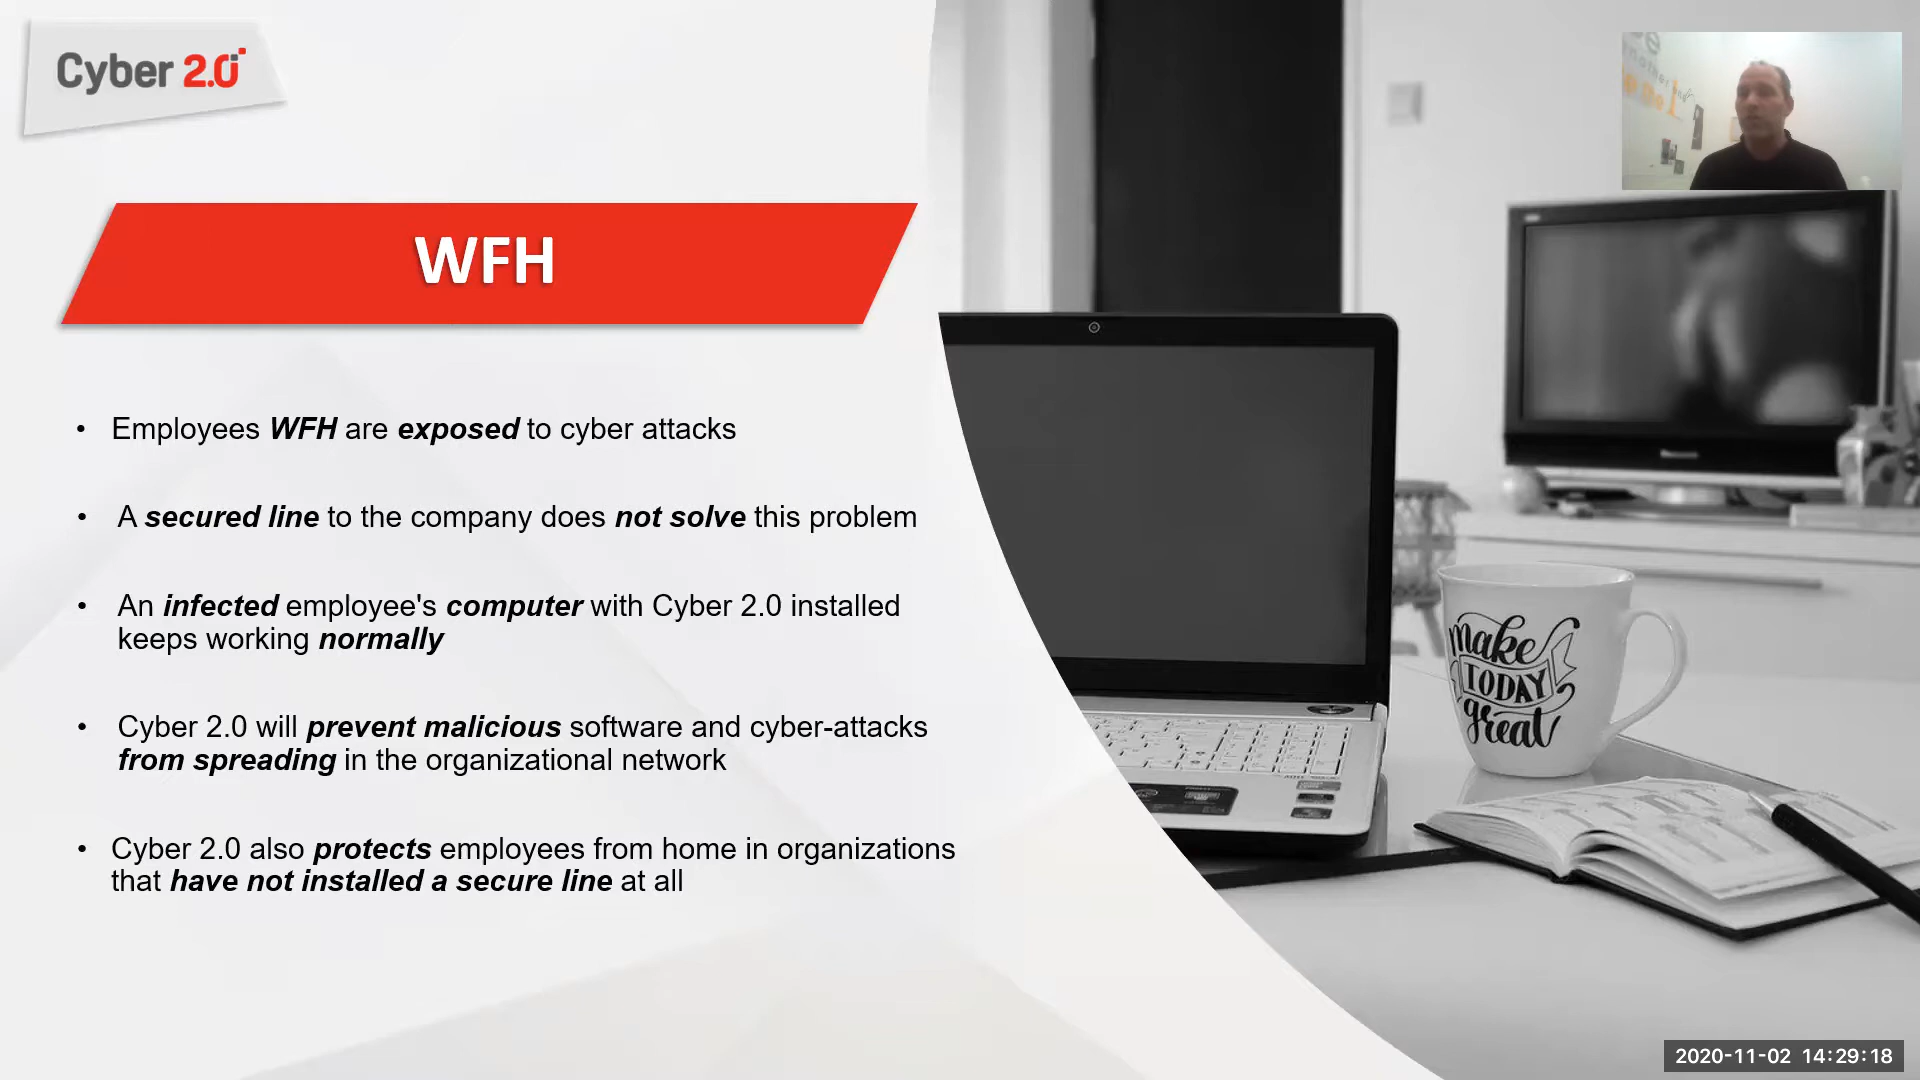 Cyber 2.0
WFH
• Employees WFH are exposed to cyber attacks
• A secured line to the company does not solve this problem
• An infected employee's computer with Cyber 2.0 installed
keeps working normally
• Cyber 2.0 will prevent malicious software and cyber-attacks
from spreading in the organizational network
• Cyber 2.0 also protects employees from home in organizations
that have not installed a secure line at all
make
TODAY
great
2020-11-02 14:29:18